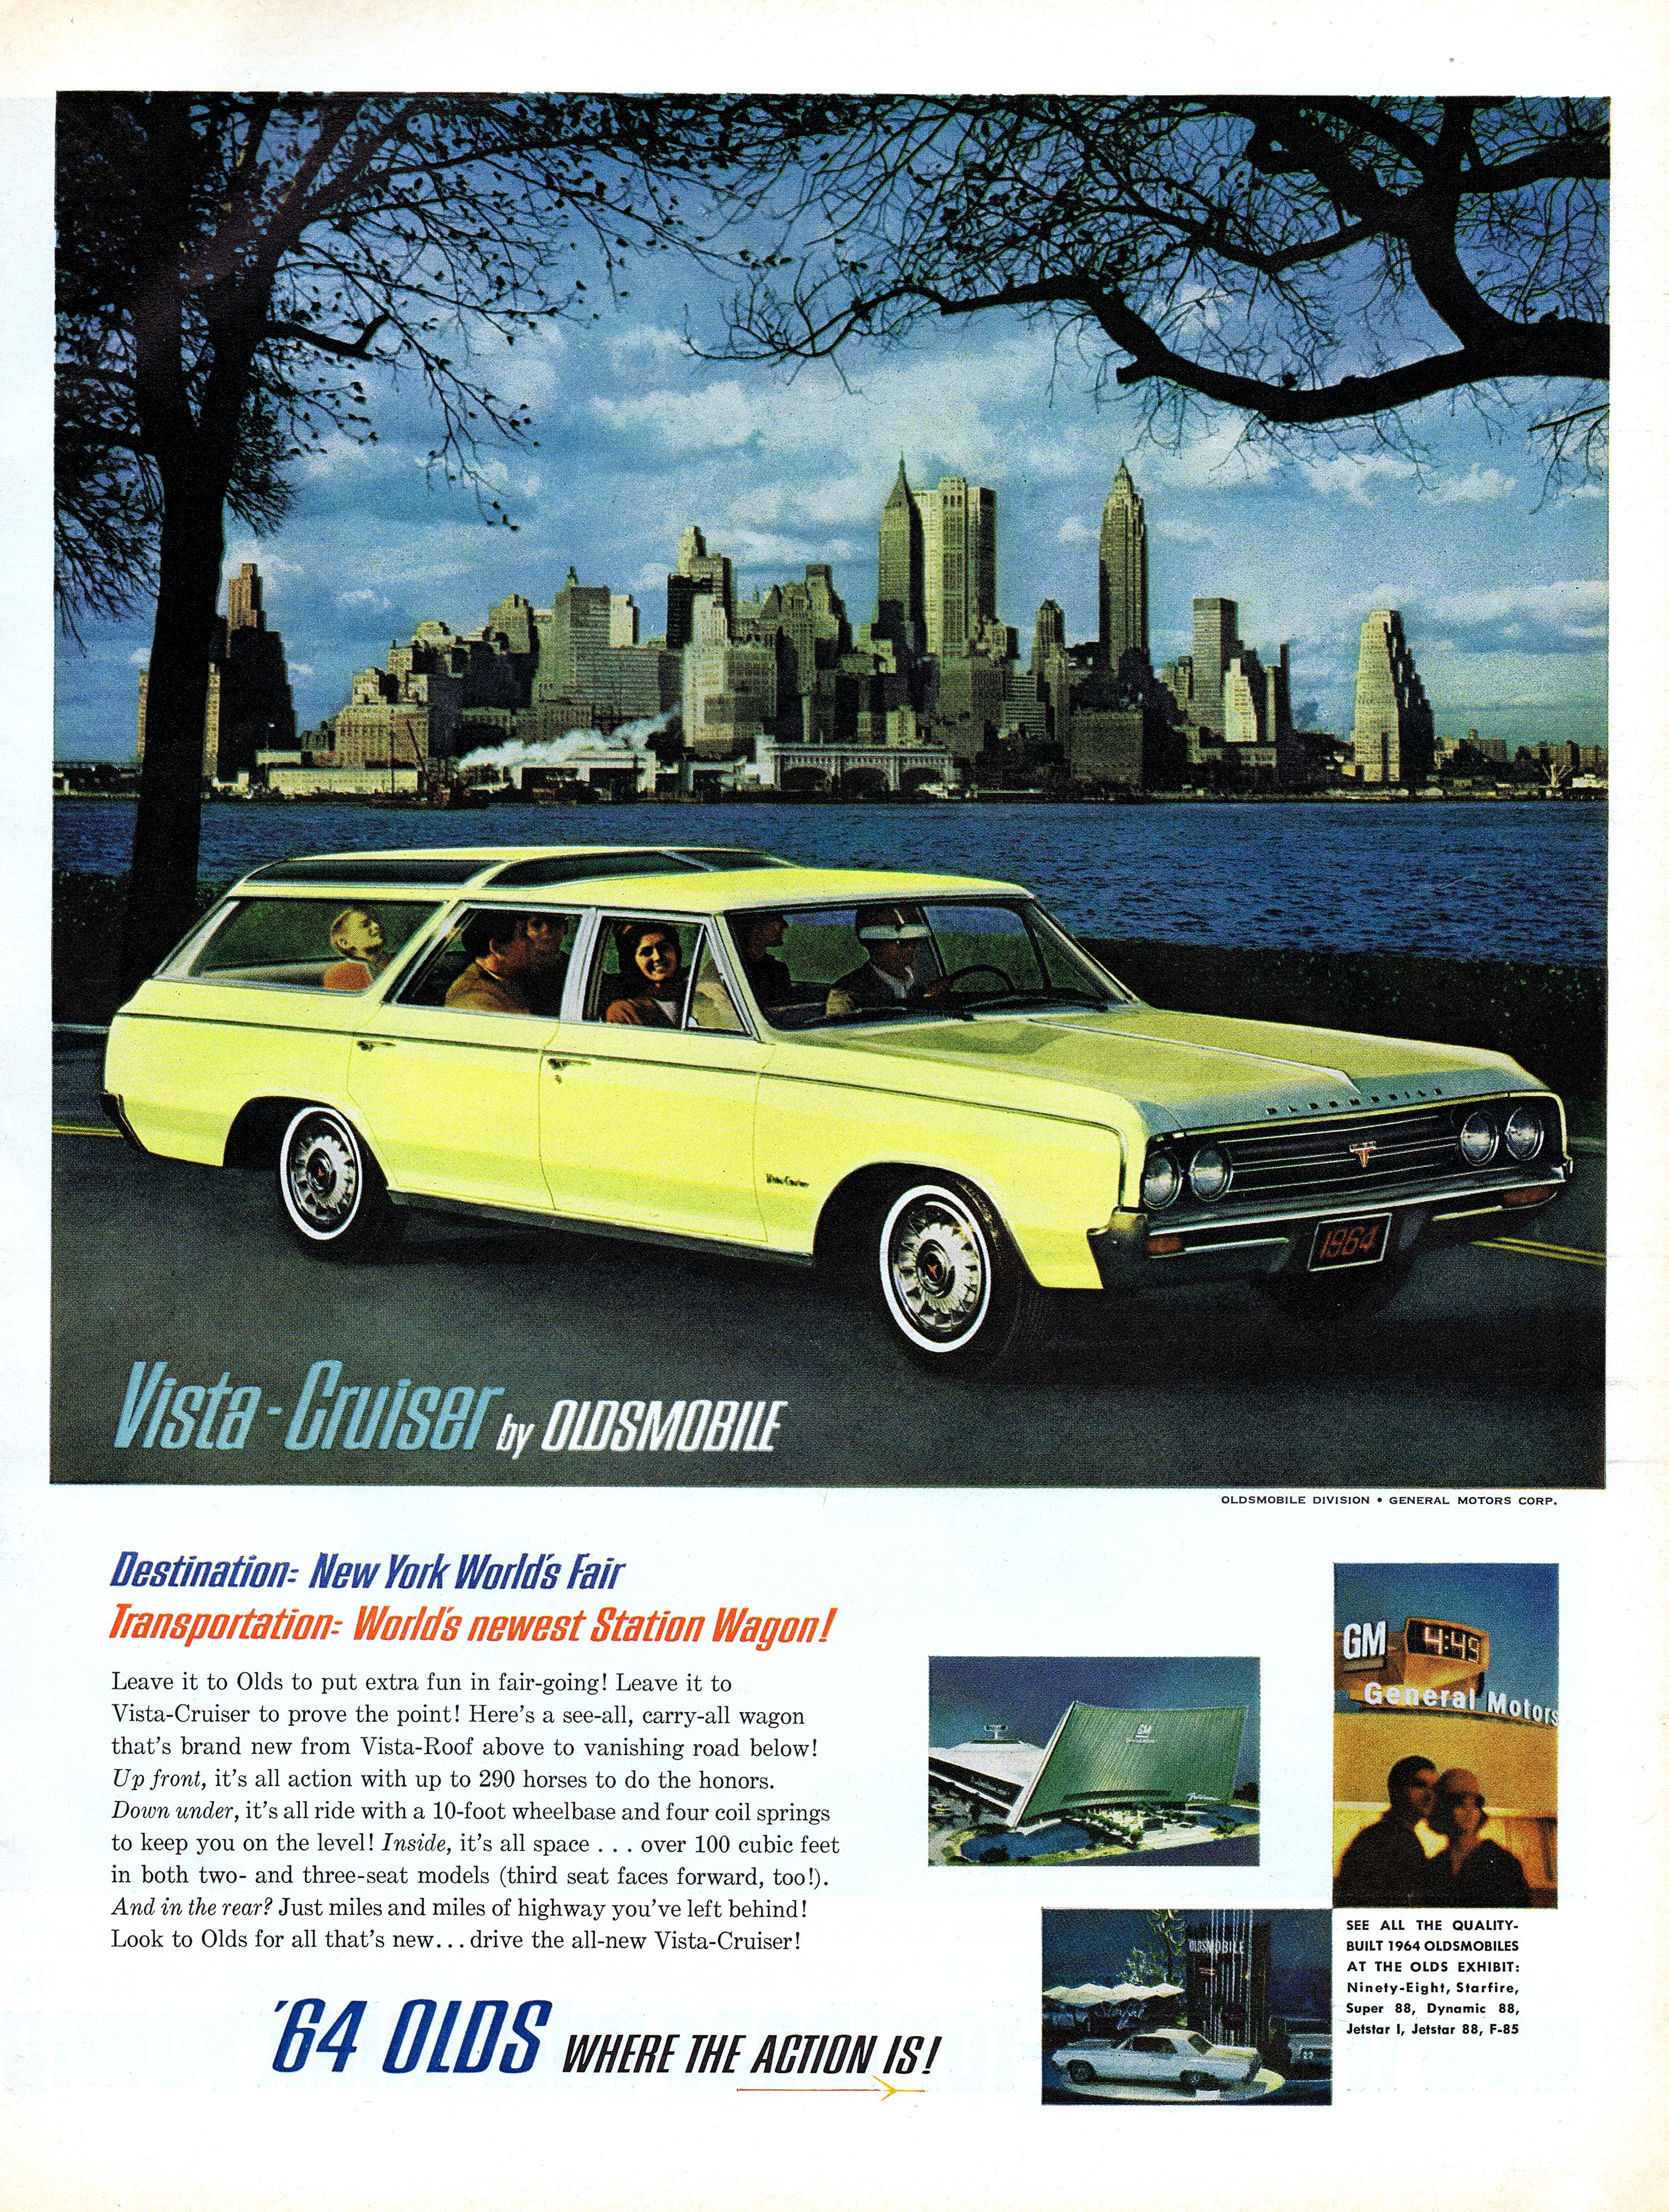 OLDSMOBILE
Vista-Cruiser
1964
Vista-Cruiser by OLDSMOBILE
OLDSMOBILE DIVISION • GENERAL MOTORS CORP.
Destination: New York World's Fair
Transportation: World's newest Station Wagon!
Leave it to Olds to put extra fun in fair-going! Leave it to
Vista-Cruiser to prove the point! Here's a see-all, carry-all wagon
that's brand new from Vista-Roof above to vanishing road below!
Up front, it's all action with up to 290 horses to do the honors.
Down under, it's all ride with a 10-foot wheelbase and four coil springs
to keep you on the level! Inside, it's all space . . . over 100 cubic feet
in both two- and three-seat models (third seat faces forward, too!).
And in the rear? Just miles and miles of highway you've left behind!
Look to Olds for all that's new... drive the all-new Vista-Cruiser!
'64 OLDS WHERE THE ACTION IS!
GM
GM 4:49
General Motors
OLDSMOBILE
SEE ALL THE QUALITY-
BUILT 1964 OLDSMOBILES
AT THE OLDS EXHIBIT:
Ninety-Eight, Starfire,
Super 88, Dynamic 88,
Jetstar I, Jetstar 88, F-85